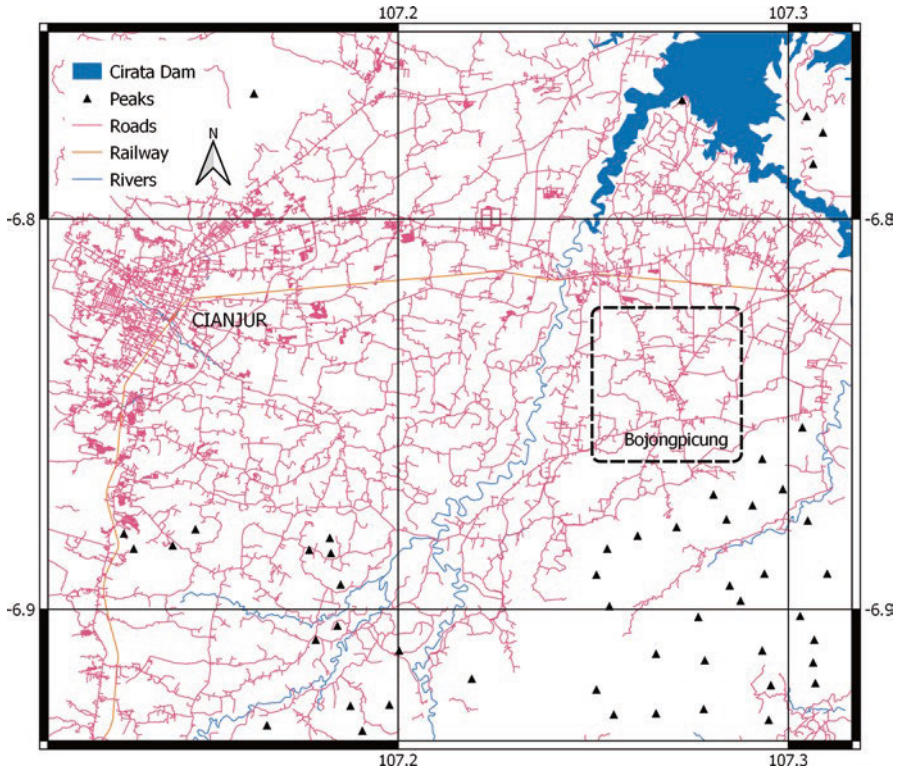 107.2 107.3
Cirata Dam
Peaks
Roads
Railway
Rivers
N
-6.8 -6.8
CIANJUR
Bojongpicung
-6.9 -6.9
107.2 107.3